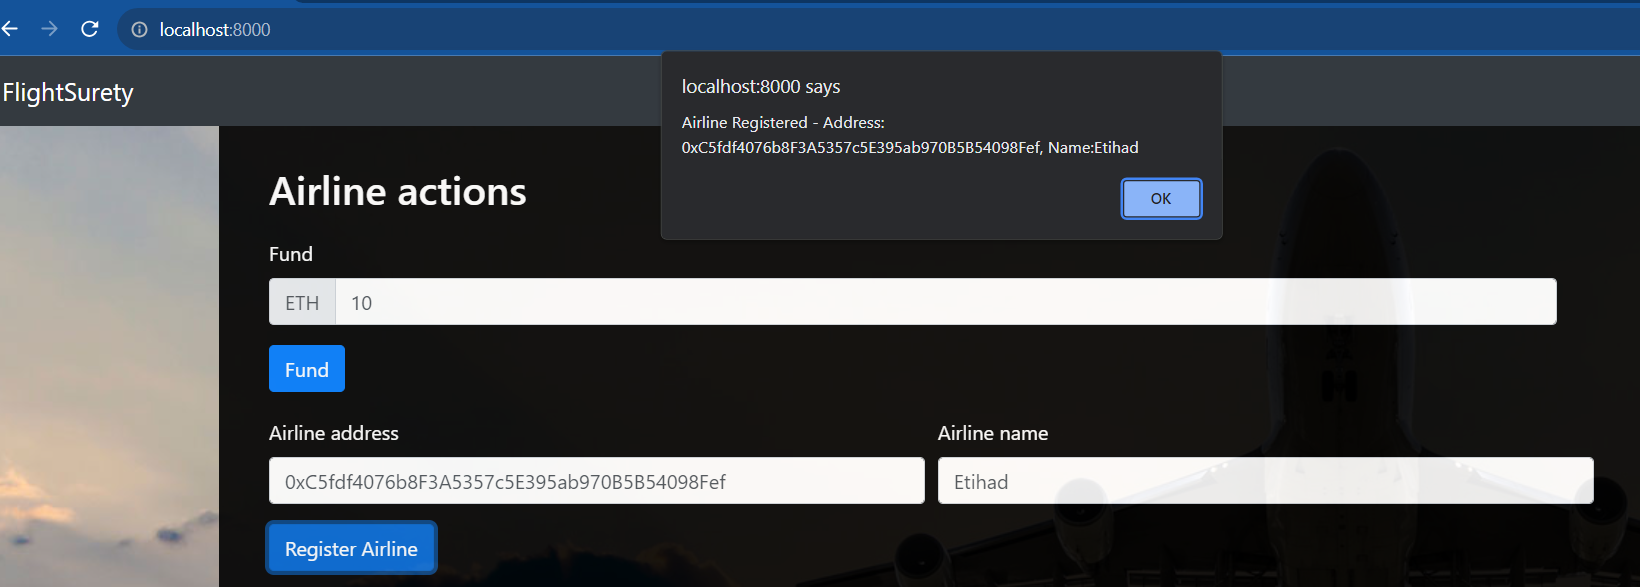 localhost:8000
FlightSurety
localhost:8000 says
Airline Registered - Address:
0xC5fdf4076b8F3A5357c5E395ab970B5B54098Fef, Name:Etihad
OK
Airline actions
Fund
ETH 10
Fund
Airline address Airline name
0xC5fdf4076b8F3A5357c5E395ab970B5B54098Fef Etihad
Register Airline